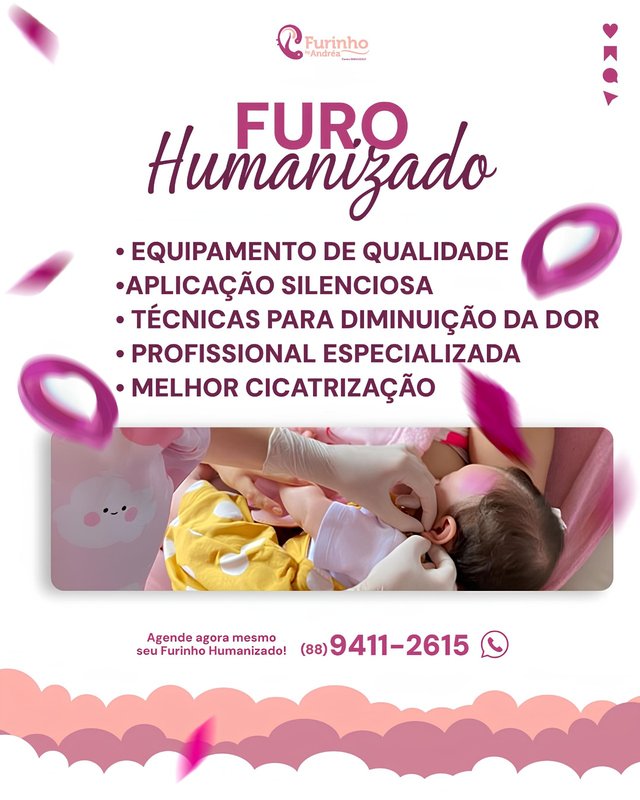 Furinho
by Andréa
FURO
Humanizado
• EQUIPAMENTO DE QUALIDADE
•APLICAÇÃO SILENCIOSA
• TÉCNICAS PARA DIMINUIÇÃO DA DOR
• PROFISSIONAL ESPECIALIZADA
• MELHOR CICATRIZAÇÃO
Agende agora mesmo
seu Furinho Humanizado! (88) 9411-2615